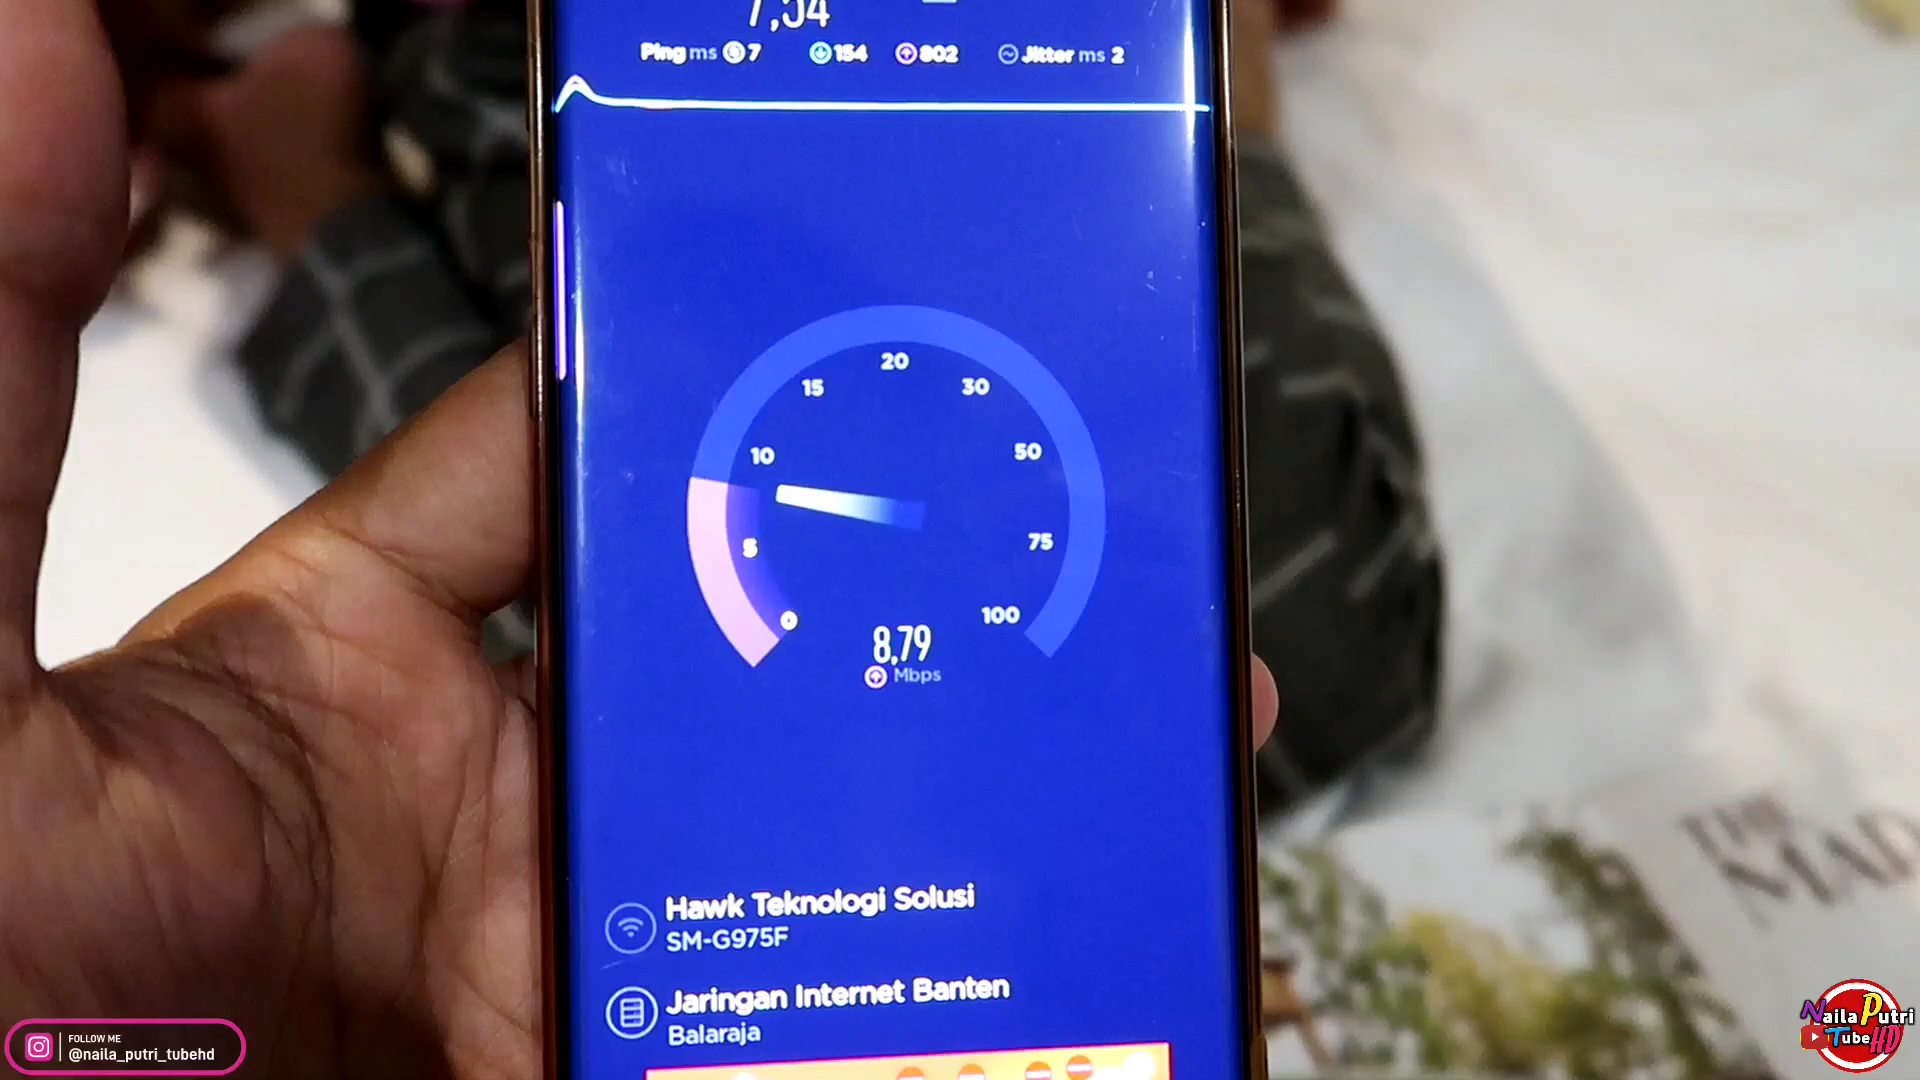 7,54
Ping ms 7 154 802 Jitter ms 2
20
15
30
10
50
5
75
0
100
8,79
Mbps
Hawk Teknologi Solusi
SM-G975F
Jaringan Internet Banten
Balaraja
THE
MAD
FOLLOW ME
@naila_putri_tubehd
Naila Putri
Tube HD